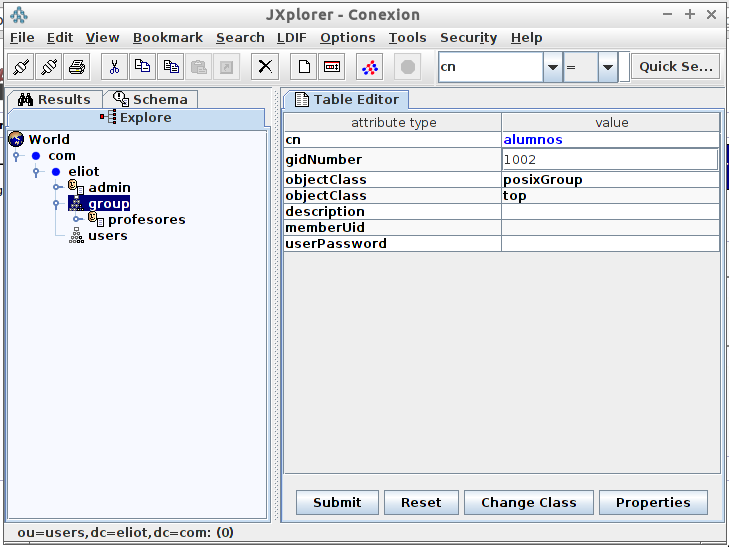 JXplorer - Conexion
File Edit View Bookmark Search LDIF Options Tools Security Help
cn = Quick Se...
Results Schema
Explore
World
com
eliot
admin
group
profesores
users
Table Editor
attribute type value
cn alumnos
gidNumber 1002
objectClass posixGroup
objectClass top
description
memberUid
userPassword
Submit Reset Change Class Properties
ou=users,dc=eliot,dc=com: (0)